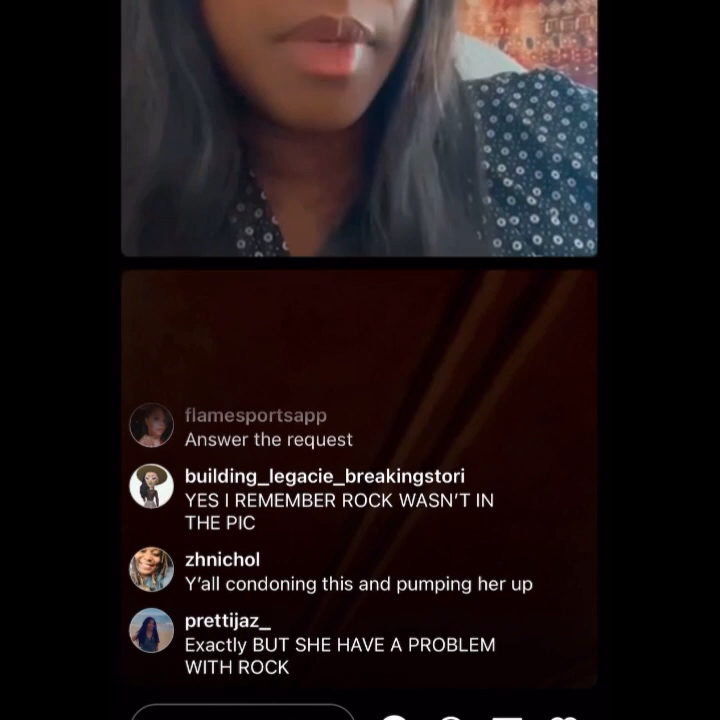 flamesportsapp
Answer the request
building_legacie_breakingstori
YES I REMEMBER ROCK WASN'T IN
THE PIC
zhnichol
Y'all condoning this and pumping her up
prettijaz_
Exactly BUT SHE HAVE A PROBLEM
WITH ROCK